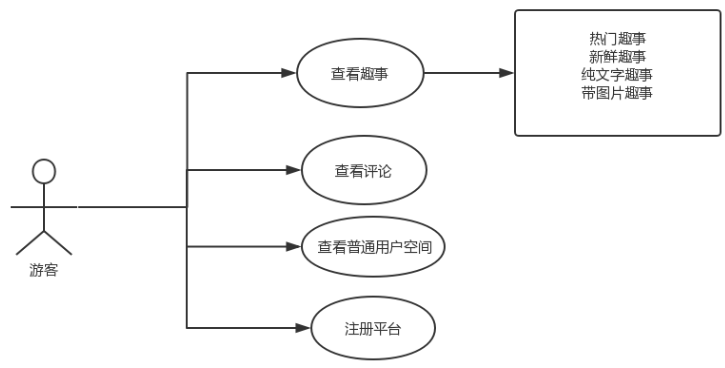 热门趣事
新鲜趣事
纯文字趣事
带图片趣事
查看趣事
查看评论
查看普通用户空间
游客
注册平台